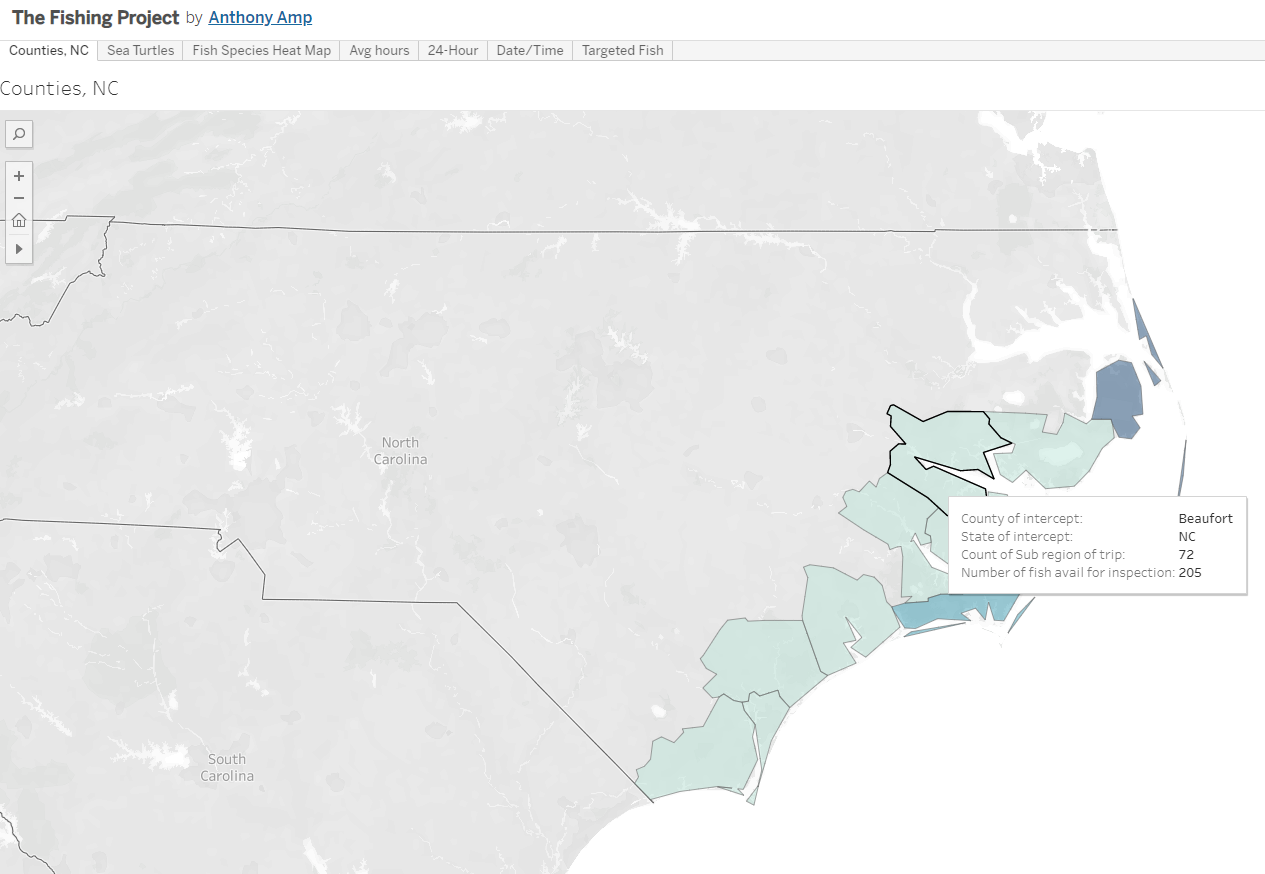 The Fishing Project by Anthony Amp
Counties, NC Sea Turtles Fish Species Heat Map Avg hours 24-Hour Date/Time Targeted Fish
Counties, NC
North
Carolina
County of intercept: Beaufort
State of intercept: NC
Count of Sub region of trip: 72
Number of fish avail for inspection: 205
South
Carolina